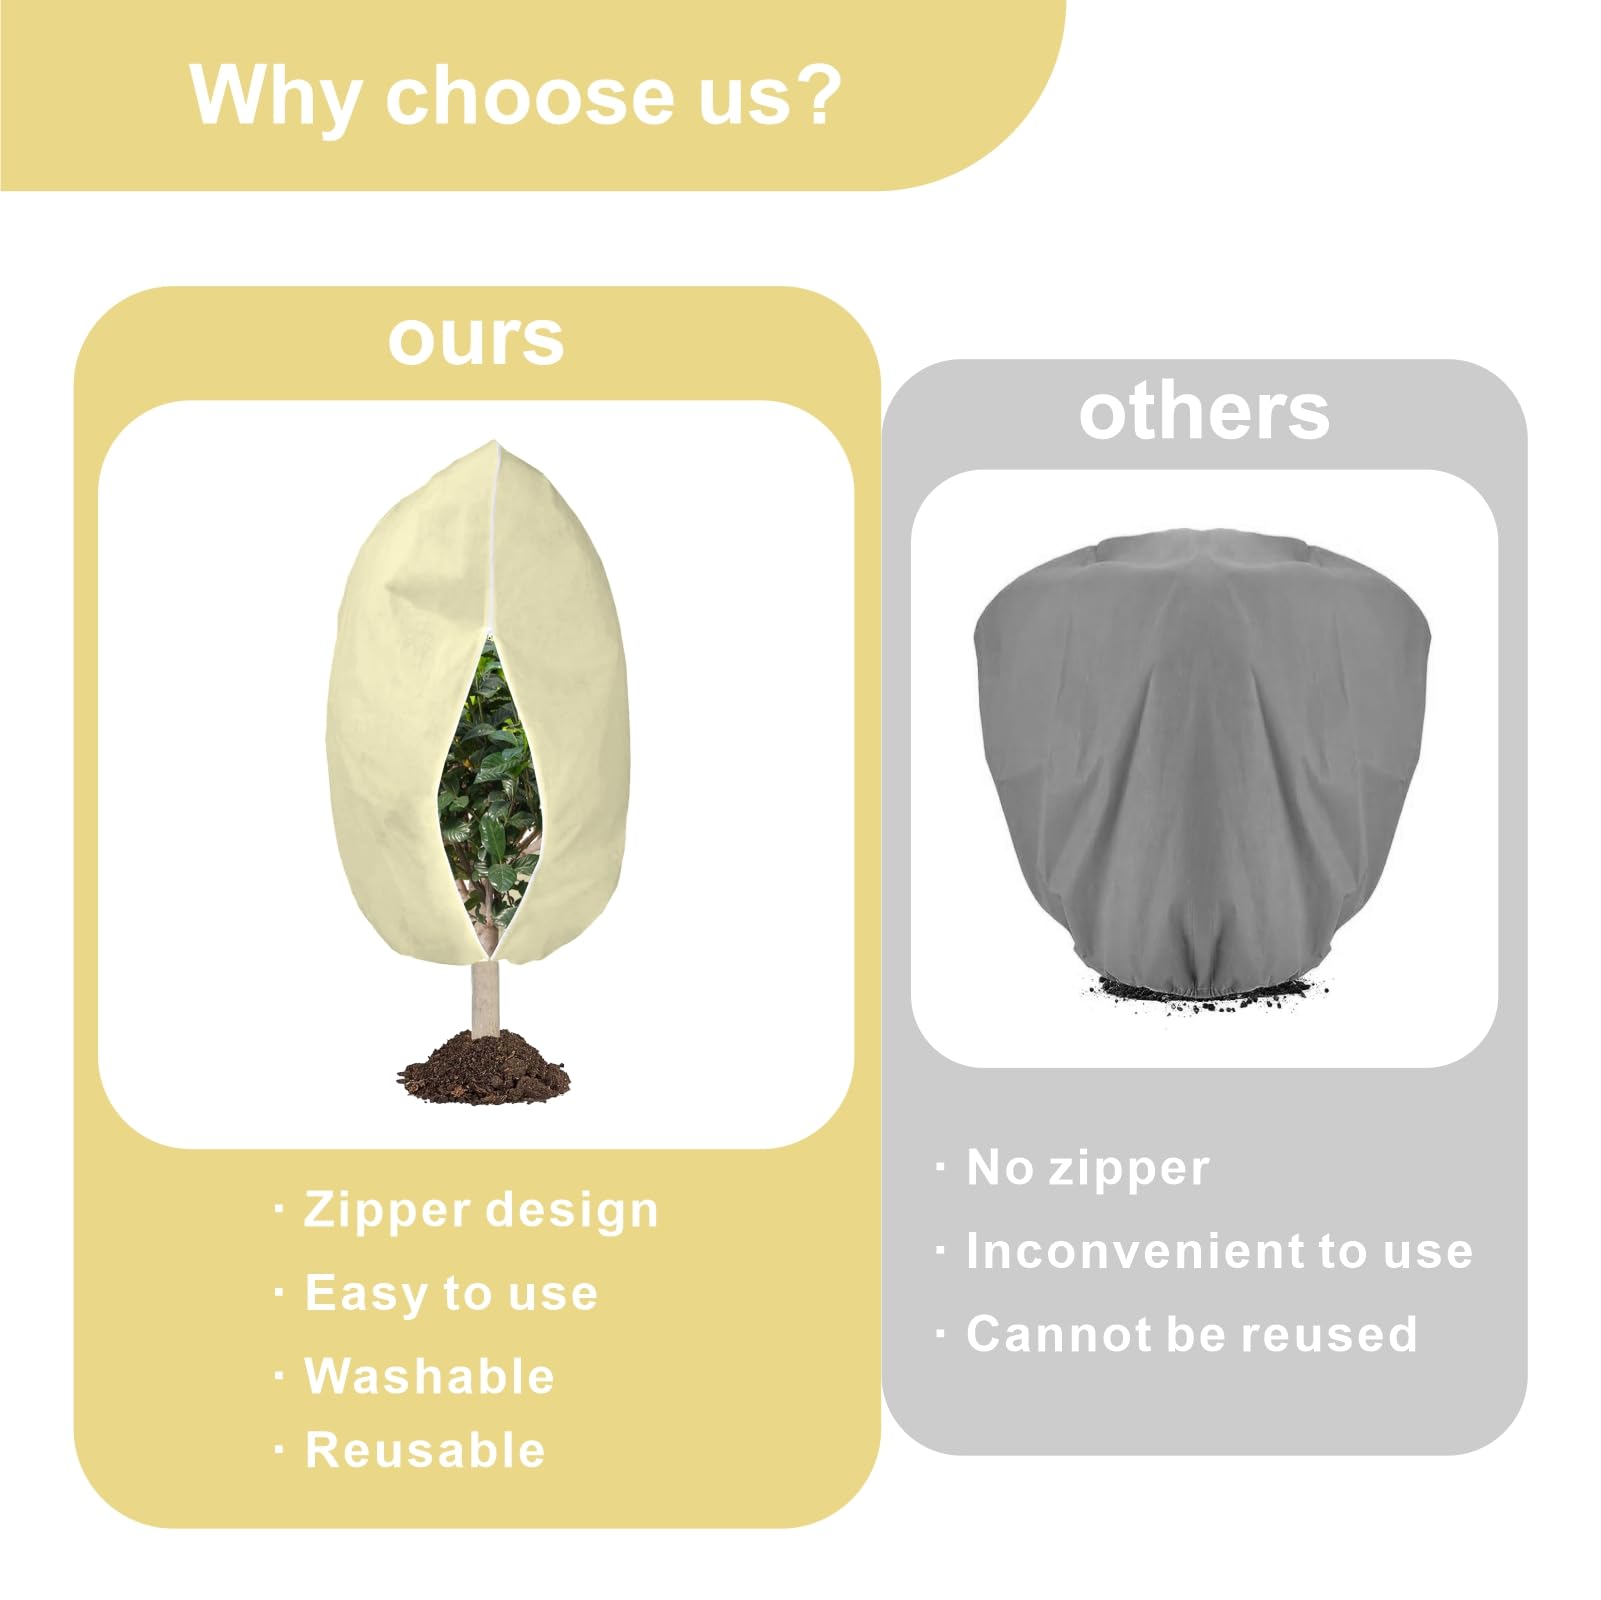 Why choose us?
ours
others
· Zipper design
· Easy to use
· Washable
· Reusable
· No zipper
· Inconvenient to use
· Cannot be reused